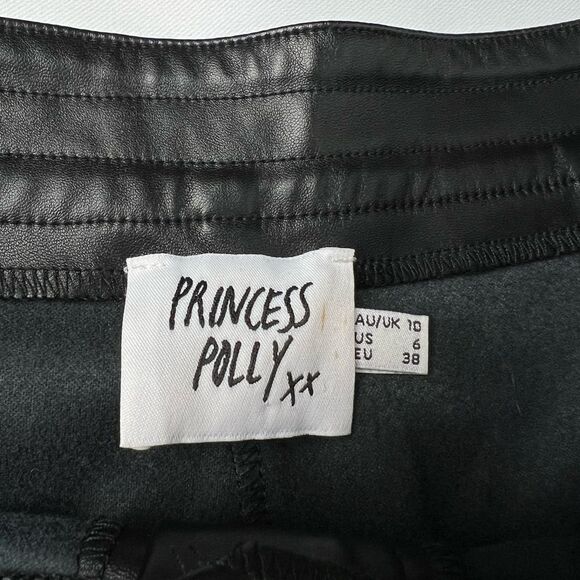 PRINCESS
POLLY xx
AU/UK 10
US 6
EU 38